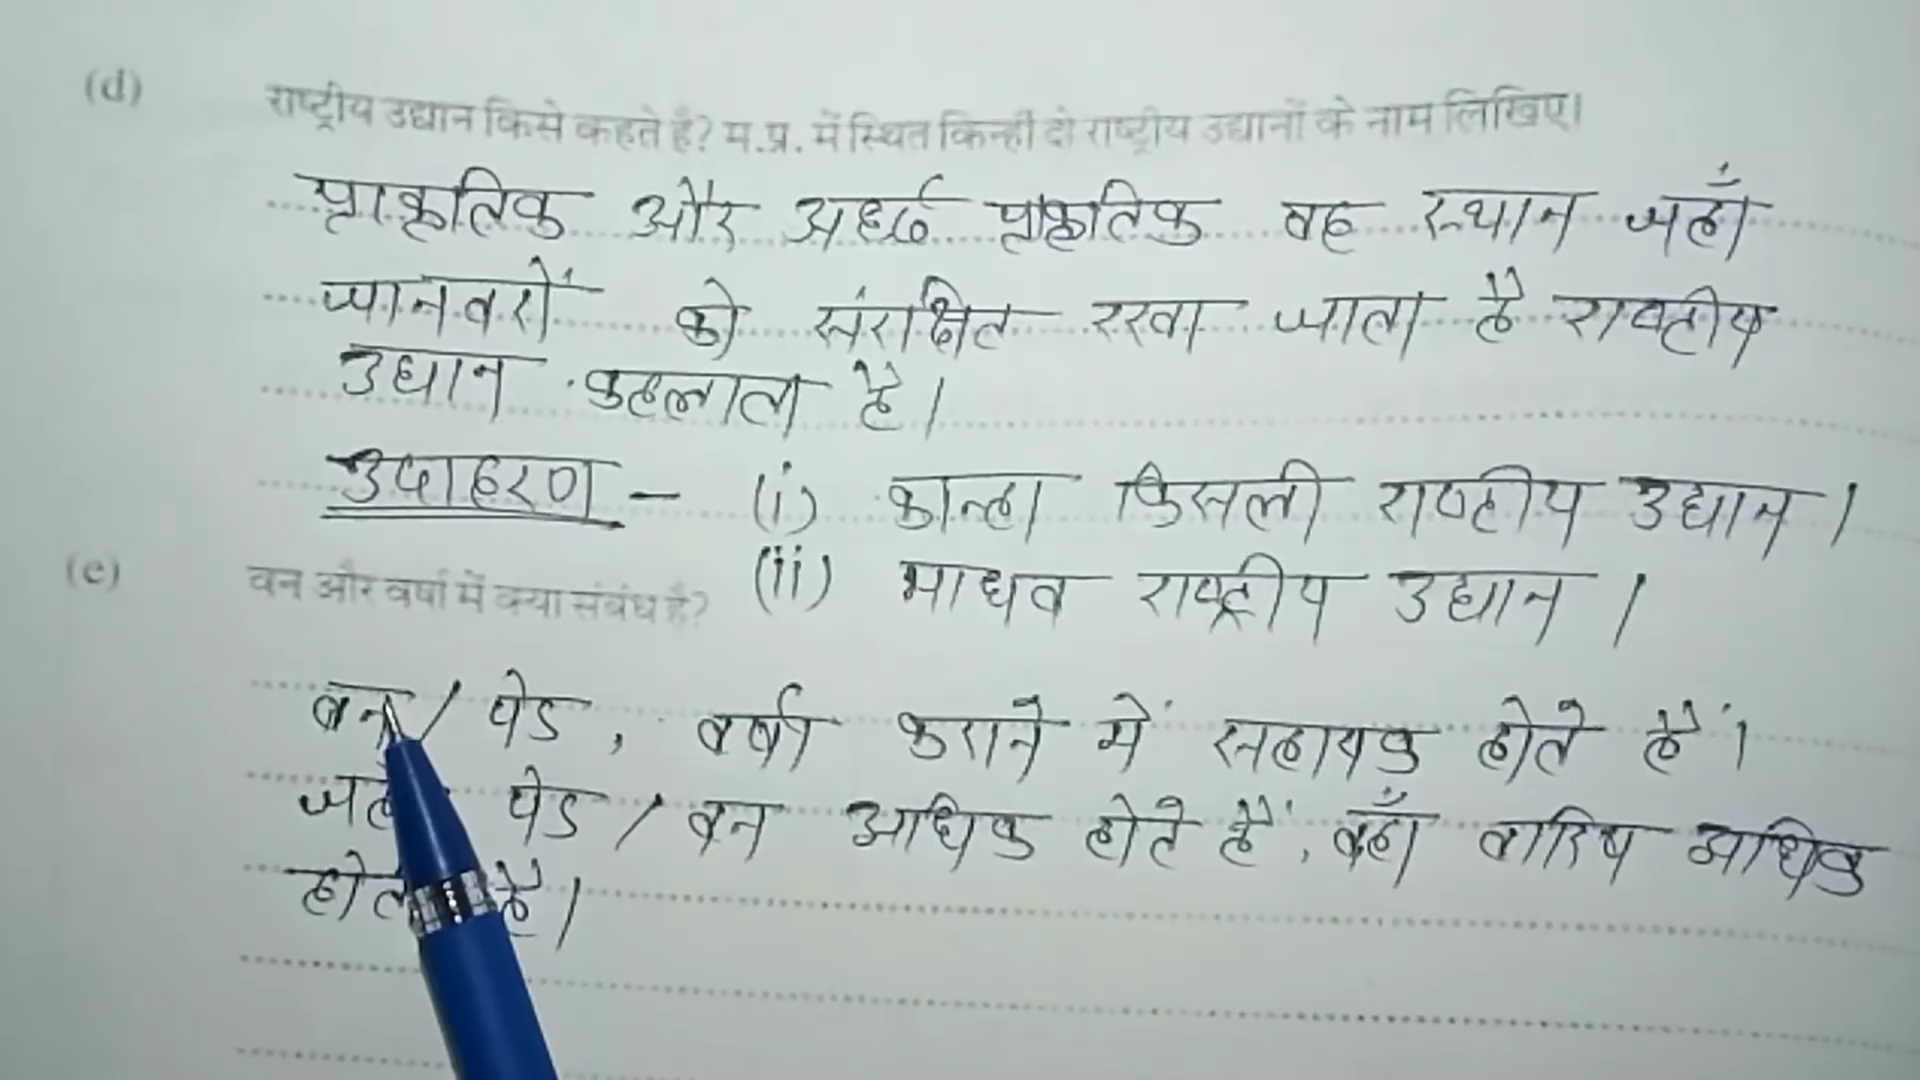 (d) राष्ट्रीय उद्यान किसे कहते हैं? म.प्र. में स्थित किन्हीं दो राष्ट्रीय उद्यानों के नाम लिखिए।
प्राकृतिक और अर्ध्द प्राकृतिक वह स्थान जहाँ
जानवरों को संरक्षित रखा जाता है राष्ट्रीय
उद्यान कहलाता है।
उदाहरण – (i) कान्हा किसली राष्ट्रीय उद्यान।
(ii) माधव राष्ट्रीय उद्यान।
(e) वन और वर्षा में क्या संबंध है?
वन / पेड, वर्षा कराने में सहायक होते हैं।
पेड / वन अधिक होते हैं, वहाँ बारिष अधिक
है।